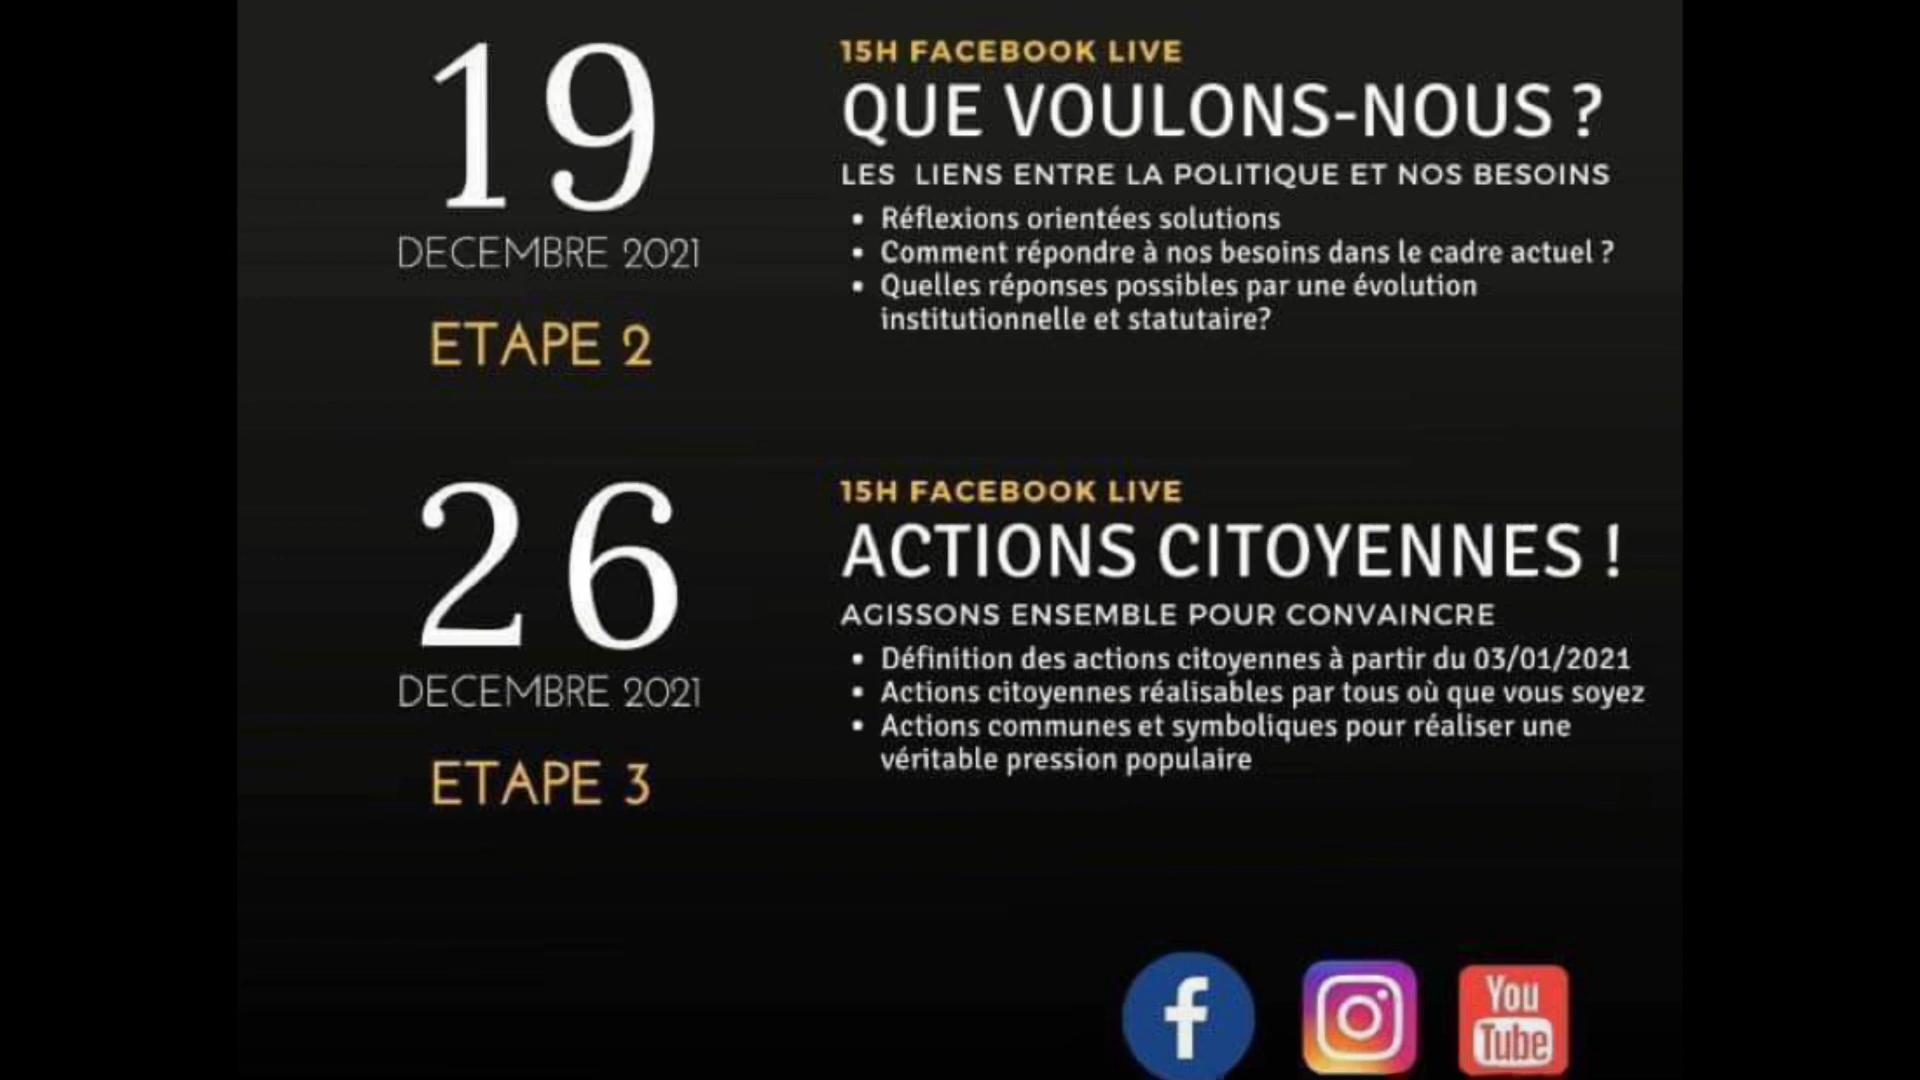 19
DECEMBRE 2021
ETAPE 2
15H FACEBOOK LIVE
QUE VOULONS-NOUS ?
LES LIENS ENTRE LA POLITIQUE ET NOS BESOINS
• Réflexions orientées solutions
• Comment répondre à nos besoins dans le cadre actuel ?
• Quelles réponses possibles par une évolution
institutionnelle et statutaire?
26
DECEMBRE 2021
ETAPE 3
15H FACEBOOK LIVE
ACTIONS CITOYENNES !
AGISSONS ENSEMBLE POUR CONVAINCRE
• Définition des actions citoyennes à partir du 03/01/2021
• Actions citoyennes réalisables par tous où que vous soyez
• Actions communes et symboliques pour réaliser une
véritable pression populaire
f
You
Tube